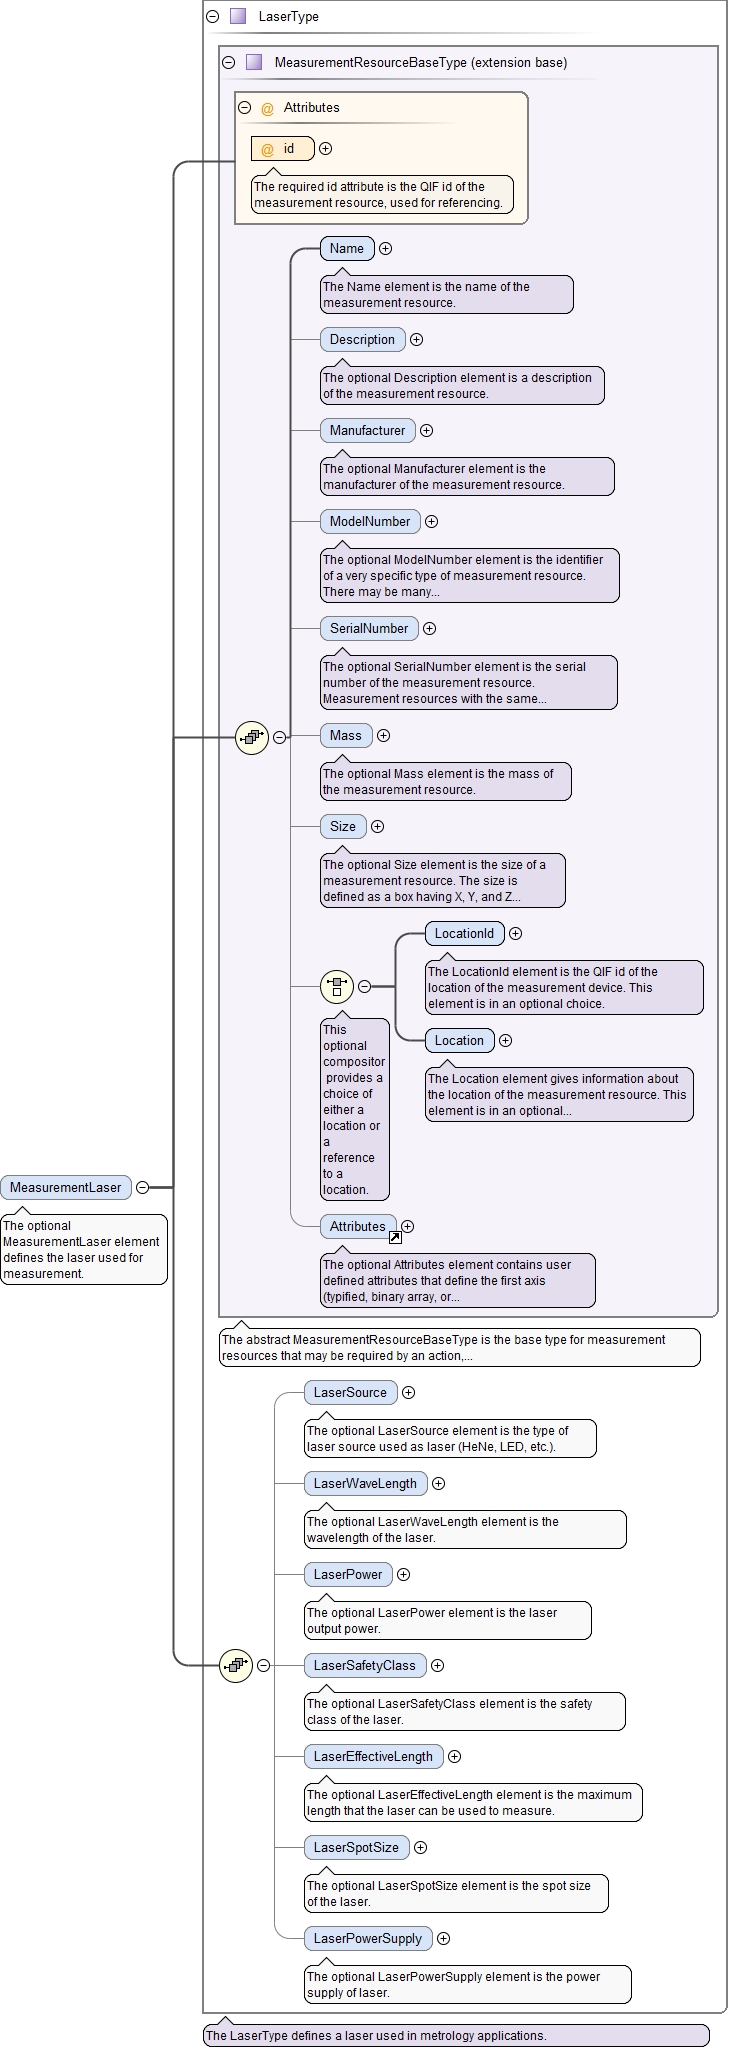 LaserType
MeasurementResourceBaseType (extension base)
@ Attributes
@ id
The required id attribute is the QIF id of the
measurement resource, used for referencing.
Name
The Name element is the name of the
measurement resource.
Description
The optional Description element is a description
of the measurement resource.
Manufacturer
The optional Manufacturer element is the
manufacturer of the measurement resource.
ModelNumber
The optional ModelNumber element is the identifier
of a very specific type of measurement resource.
There may be many...
SerialNumber
The optional SerialNumber element is the serial
number of the measurement resource.
Measurement resources with the same...
Mass
The optional Mass element is the mass of
the measurement resource.
Size
The optional Size element is the size of a
measurement resource. The size is
defined as a box having X, Y, and Z...
LocationId
The LocationId element is the QIF id of the
location of the measurement device. This
element is in an optional choice.
Location
The Location element gives information about
the location of the measurement resource. This
element is in an optional...
This
optional
compositor
provides a
choice of
either a
location or
a
reference
to a
location.
MeasurementLaser
The optional
MeasurementLaser element
defines the laser used for
measurement.
Attributes
The optional Attributes element contains user
defined attributes that define the first axis
(typified, binary array, or...
The abstract MeasurementResourceBaseType is the base type for measurement
resources that may be required by an action,...
LaserSource
The optional LaserSource element is the type of
laser source used as laser (HeNe, LED, etc.).
LaserWaveLength
The optional LaserWaveLength element is the
wavelength of the laser.
LaserPower
The optional LaserPower element is the laser
output power.
LaserSafetyClass
The optional LaserSafetyClass element is the safety
class of the laser.
LaserEffectiveLength
The optional LaserEffectiveLength element is the maximum
length that the laser can be used to measure.
LaserSpotSize
The optional LaserSpotSize element is the spot size
of the laser.
LaserPowerSupply
The optional LaserPowerSupply element is the power
supply of laser.
The LaserType defines a laser used in metrology applications.